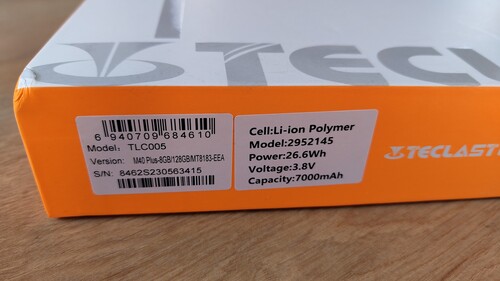 TECL
6 940709 684610
Model: TLC005
Version: M40 Plus-8GB/128GB/MT8183-EEA
S/N: 8462S230563415
Cell:Li-ion Polymer
Model:2952145
Power:26.6Wh
Voltage:3.8V
Capacity:7000mAh
TECLAST